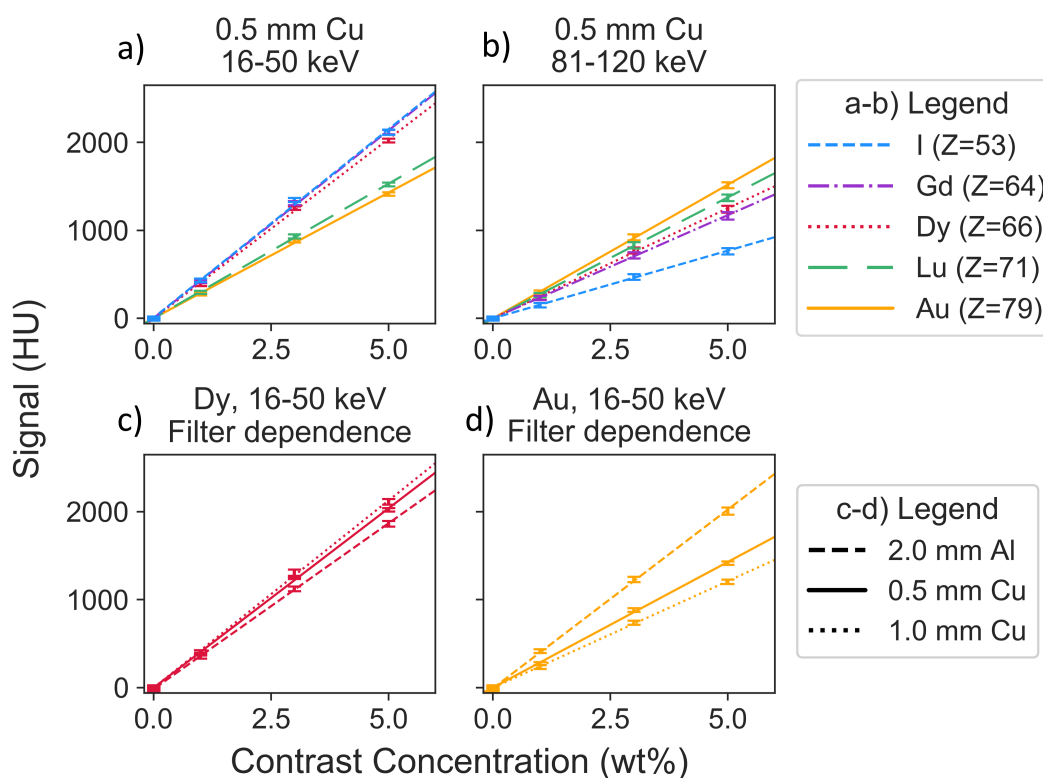 a)
0.5 mm Cu
16-50 keV
b)
0.5 mm Cu
81-120 keV
a-b) Legend
I (Z=53)
Gd (Z=64)
Dy (Z=66)
Lu (Z=71)
Au (Z=79)
2000
1000
0
0.0 2.5 5.0
0.0 2.5 5.0
Signal (HU)
c)
Dy, 16-50 keV
Filter dependence
d)
Au, 16-50 keV
Filter dependence
c-d) Legend
2.0 mm Al
0.5 mm Cu
1.0 mm Cu
2000
1000
0
0.0 2.5 5.0
0.0 2.5 5.0
Contrast Concentration (wt%)